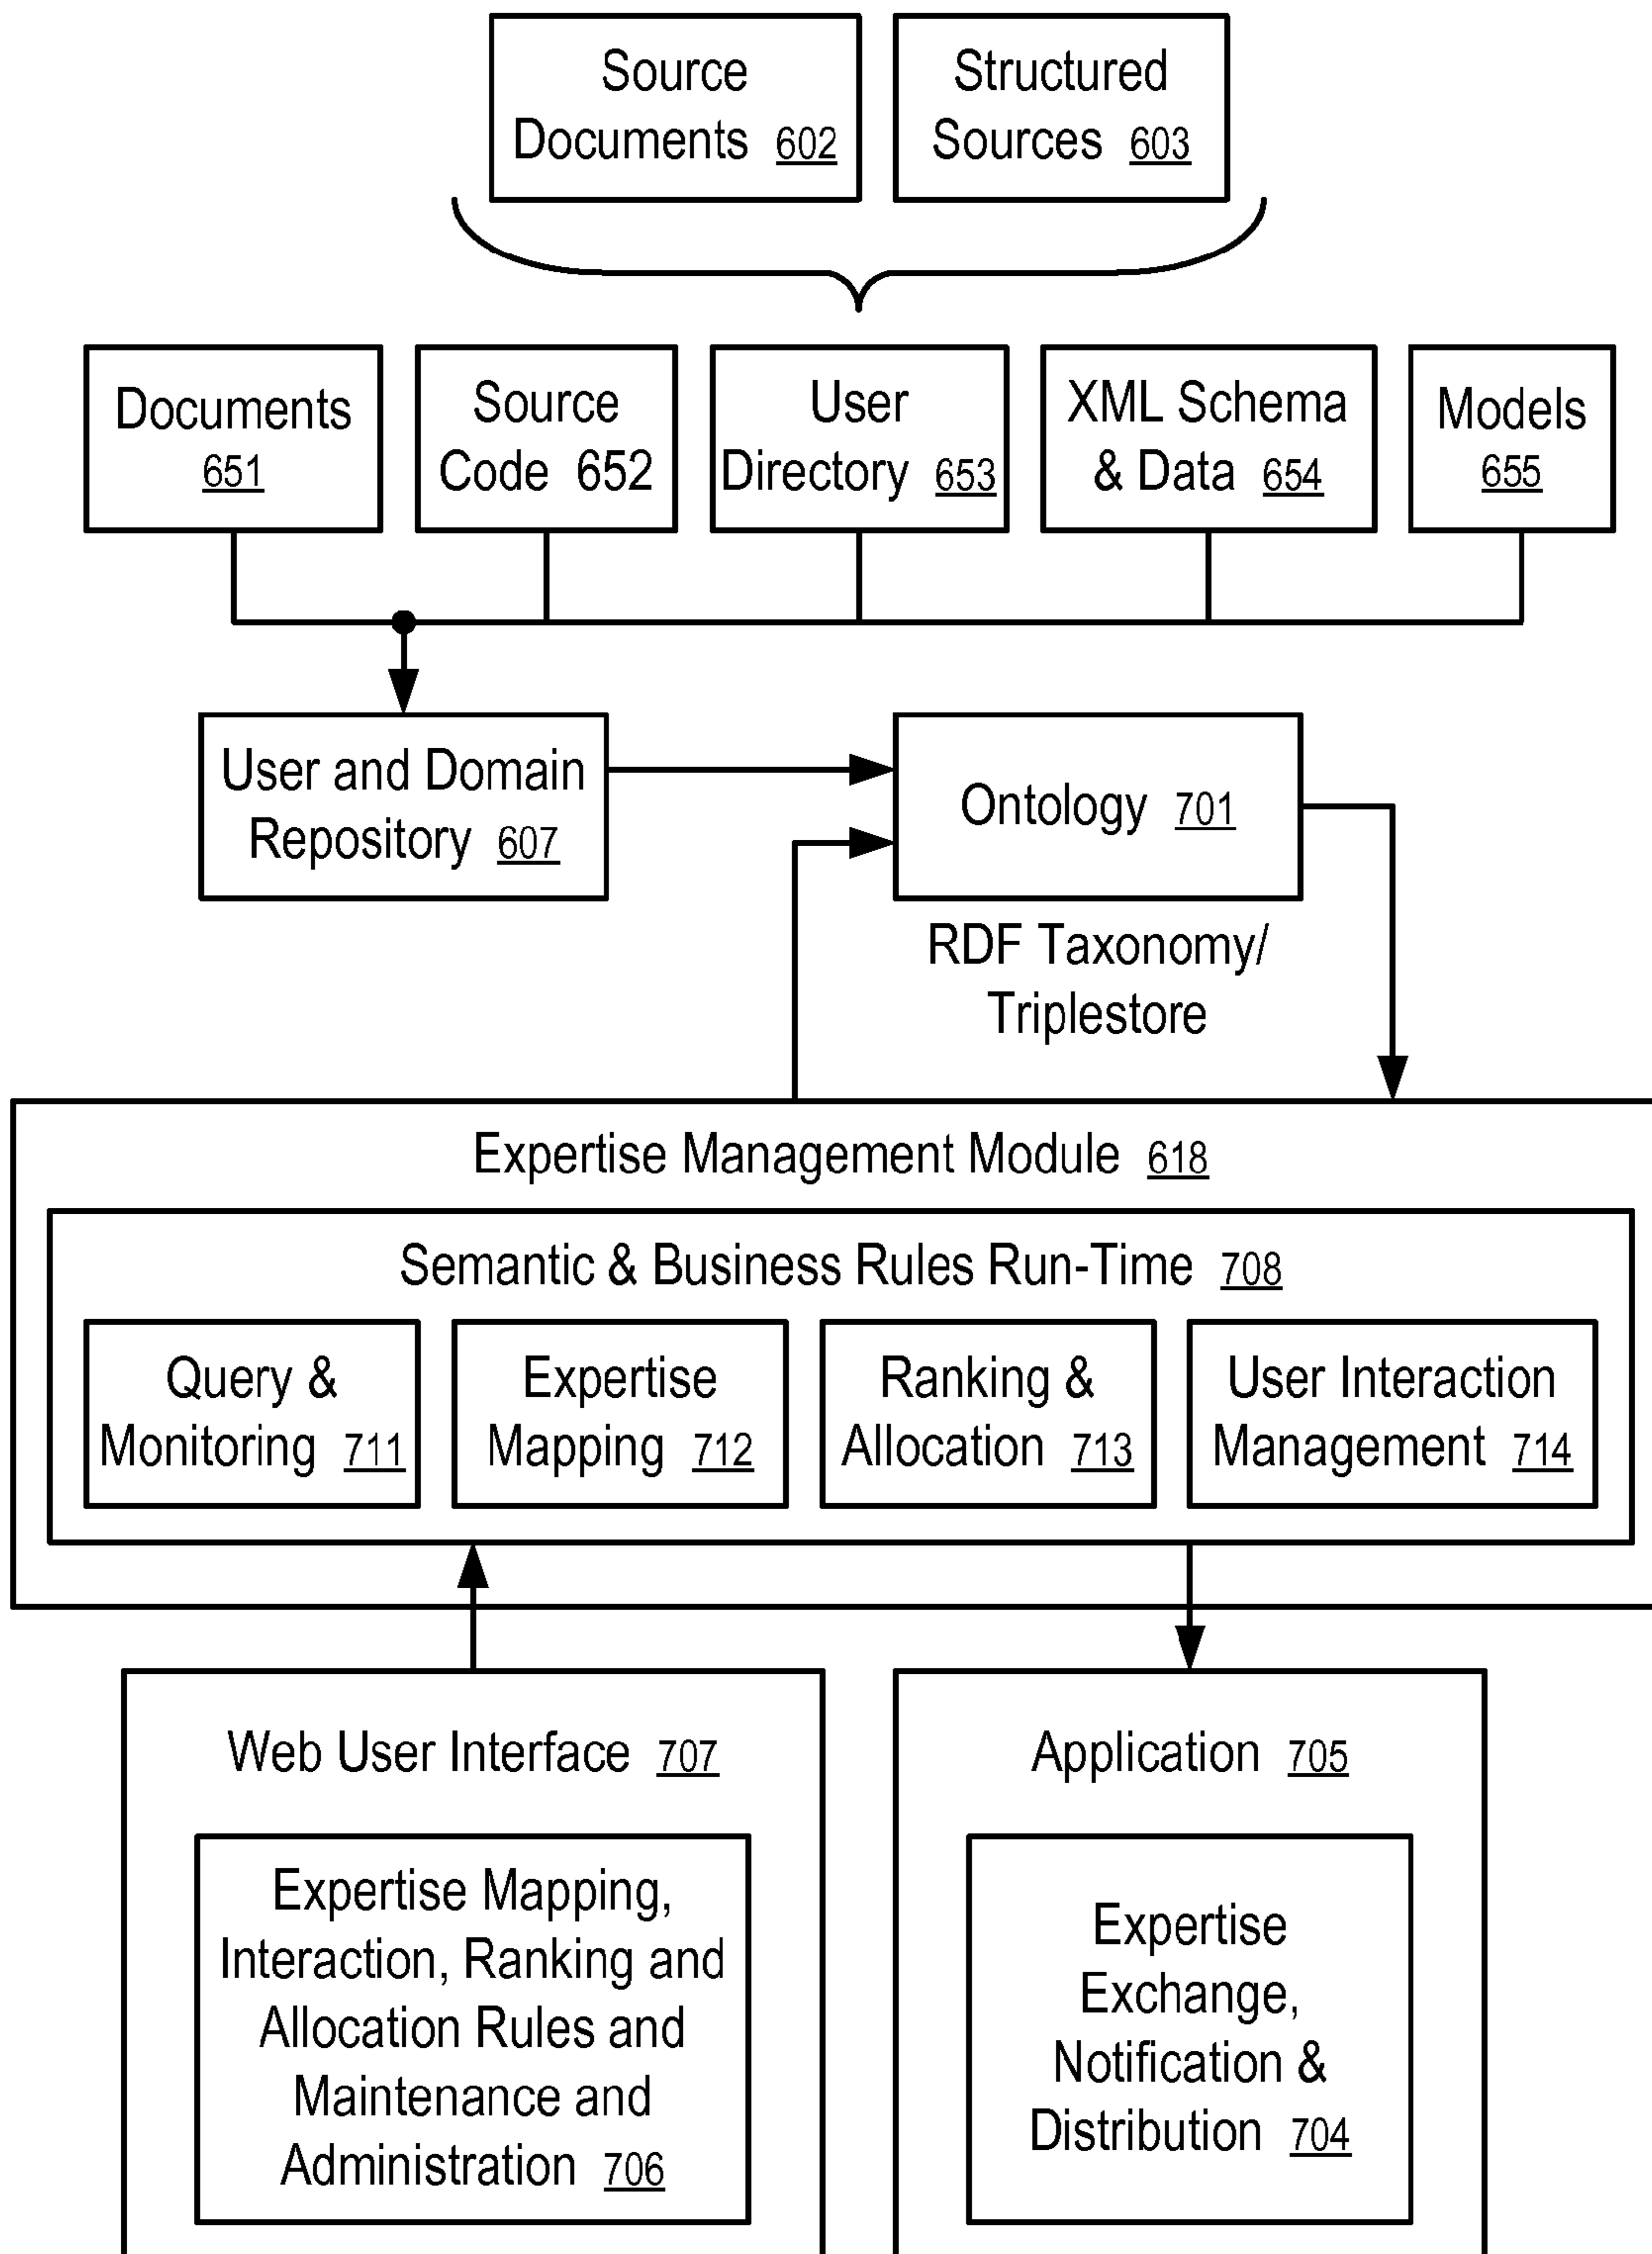 Source
Documents 602
Structured
Sources 603
Documents
651
Source
Code 652
User
Directory 653
XML Schema
& Data 654
Models
655
User and Domain
Repository 607
Ontology 701
RDF Taxonomy/
Triplestore
Expertise Management Module 618
Semantic & Business Rules Run-Time 708
Query &
Monitoring 711
Expertise
Mapping 712
Ranking &
Allocation 713
User Interaction
Management 714
Web User Interface 707
Expertise Mapping,
Interaction, Ranking and
Allocation Rules and
Maintenance and
Administration 706
Application 705
Expertise
Exchange,
Notification &
Distribution 704